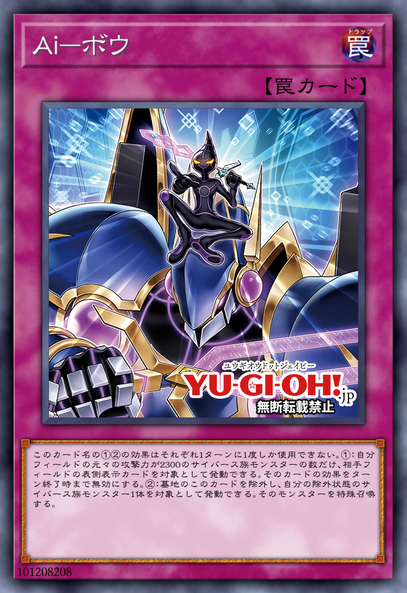 Ai－ボウ
トラップ
罠
【罠カード】
ユウギオウドットジェイピー
YU-GI-OH!.jp
無断転載禁止
このカード名の①②の効果はそれぞれ1ターンに1度しか使用できない。①：自分
フィールドの元々の攻撃力が2300のサイバース族モンスターの数だけ、相手フ
ィールドの表側表示カードを対象として発動できる。そのカードの効果をター
ン終了時まで無効にする。②：墓地のこのカードを除外し、自分の除外状態のサ
イバース族モンスター1体を対象として発動できる。そのモンスターを特殊召喚
する。
101208208